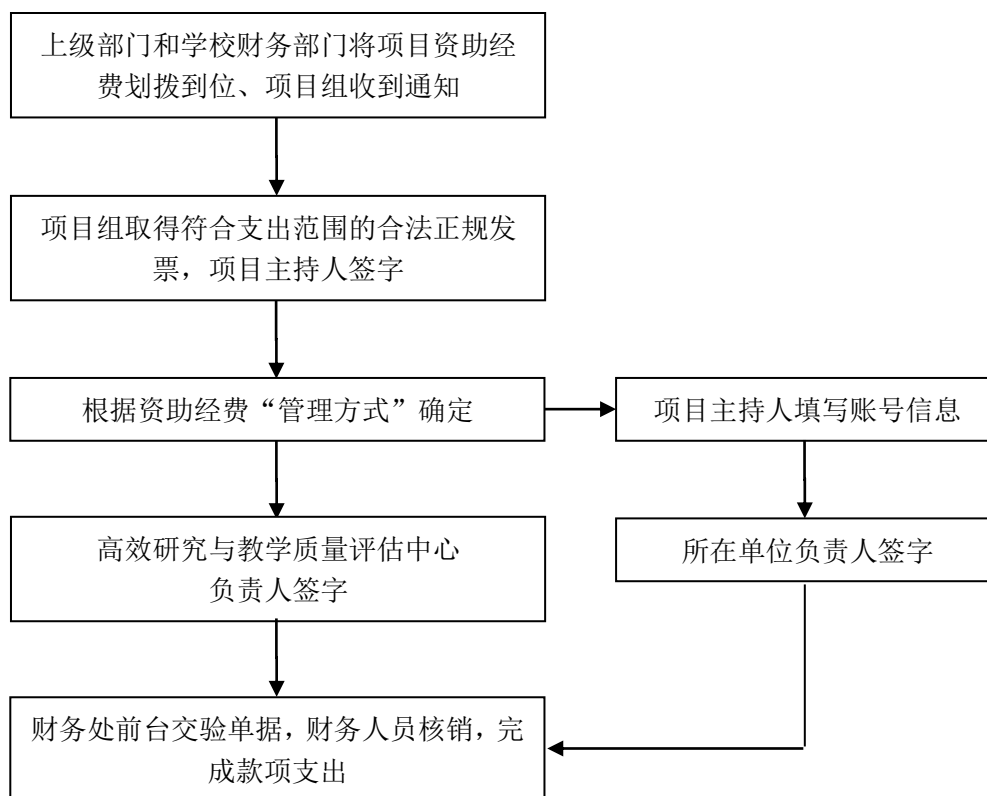 上级部门和学校财务部门将项目资助经
费划拨到位、项目组收到通知
项目组取得符合支出范围的合法正规发
票，项目主持人签字
根据资助经费“管理方式”确定
项目主持人填写账号信息
高效研究与教学质量评估中心
负责人签字
所在单位负责人签字
财务处前台交验单据，财务人员核销，完
成款项支出